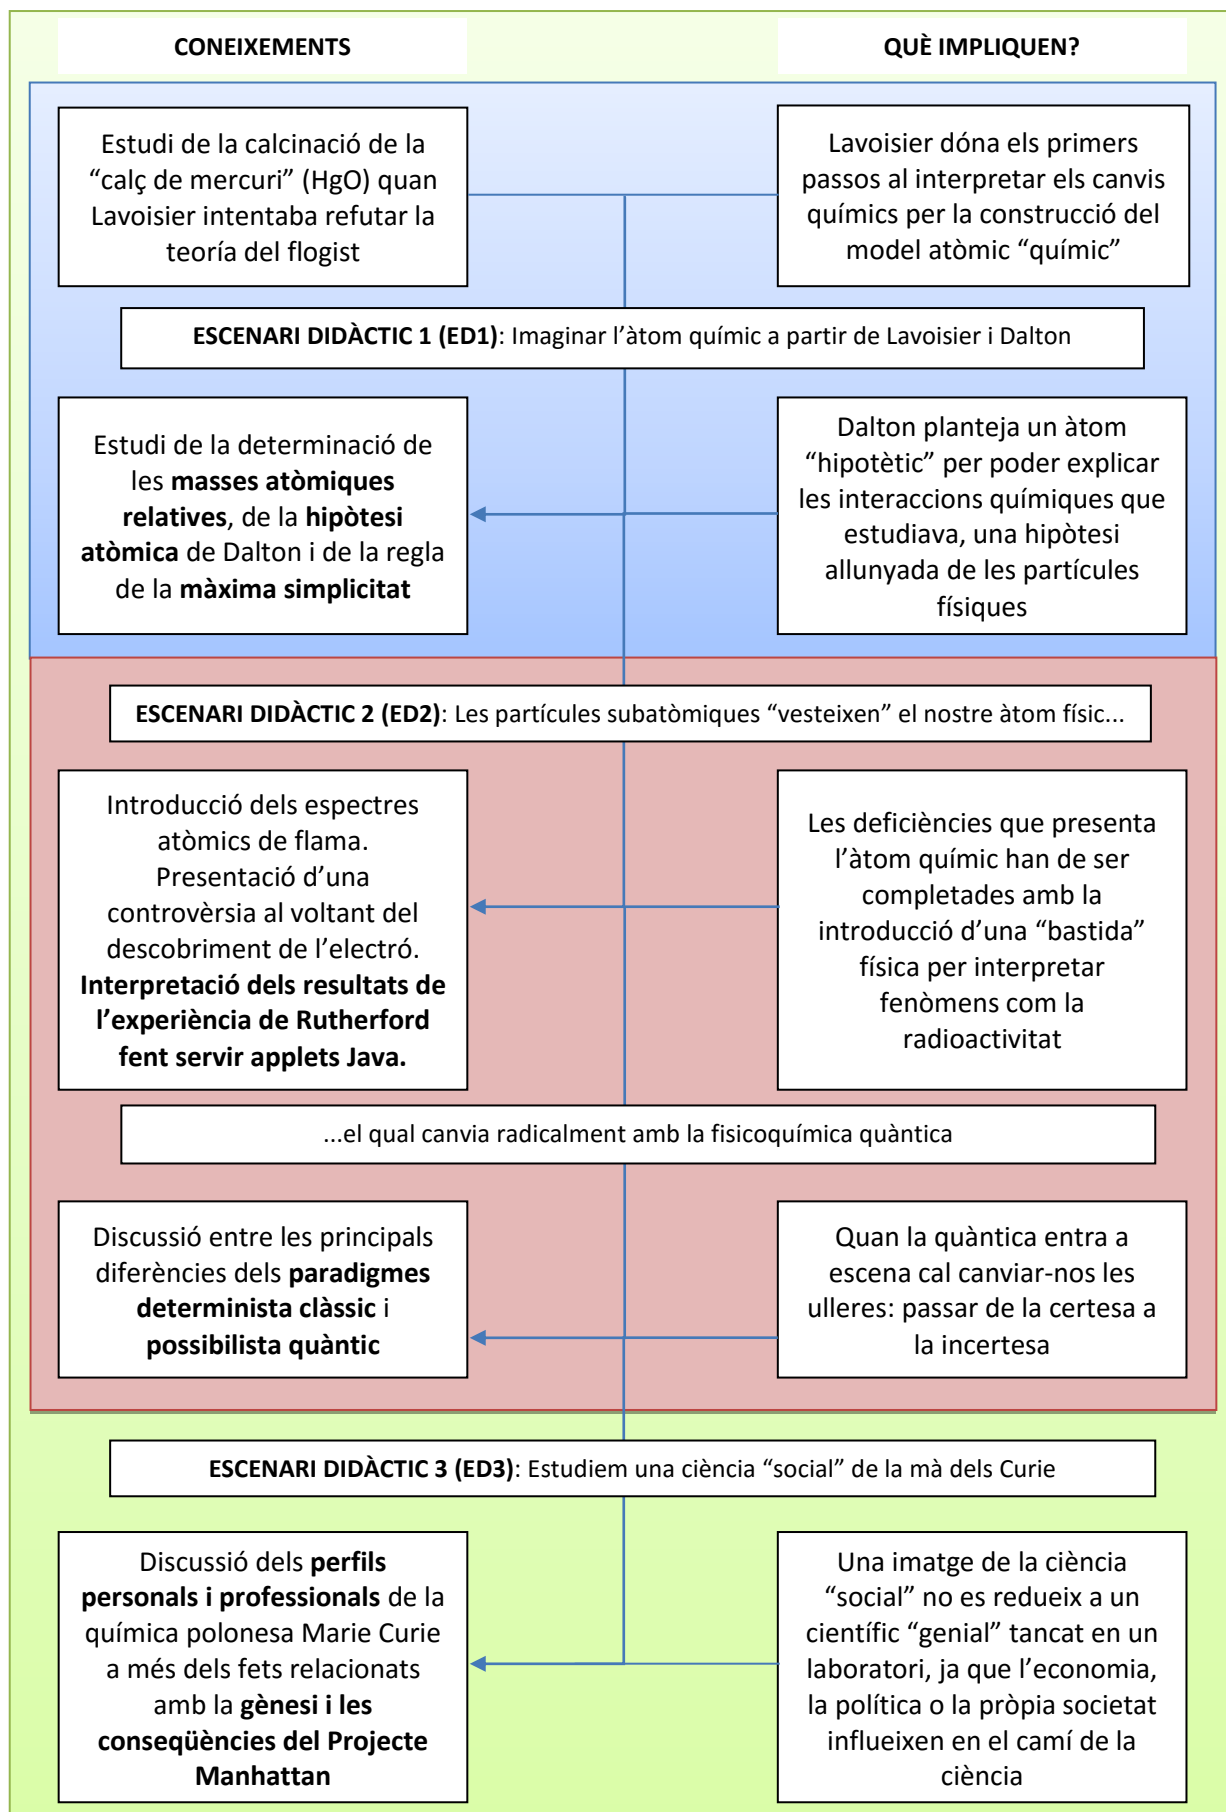 CONEIXEMENTS
QUÈ IMPLIQUEN?
Estudi de la calcinació de la
“calç de mercuri” (HgO) quan
Lavoisier intentaba refutar la
teoría del flogist
Lavoisier dóna els primers
passos al interpretar els canvis
químics per la construcció del
model atòmic “químic”
ESCENARI DIDÀCTIC 1 (ED1): Imaginar l’àtom químic a partir de Lavoisier i Dalton
Estudi de la determinació de
les masses atòmiques
relatives, de la hipòtesi
atòmica de Dalton i de la regla
de la màxima simplicitat
Dalton planteja un àtom
“hipotètic” per poder explicar
les interaccions químiques que
estudiava, una hipòtesi
allunyada de les partícules
físiques
ESCENARI DIDÀCTIC 2 (ED2): Les partícules subatòmiques “vesteixen” el nostre àtom físic...
Introducció dels espectres
atòmics de flama.
Presentació d’una
controvèrsia al voltant del
descobriment de l’electró.
Interpretació dels resultats de
l’experiència de Rutherford
fent servir applets Java.
Les deficiències que presenta
l’àtom químic han de ser
completades amb la
introducció d’una “bastida”
física per interpretar
fenòmens com la
radioactivitat
...el qual canvia radicalment amb la fisicoquímica quàntica
Discussió entre les principals
diferències dels paradigmes
determinista clàssic i
possibilista quàntic
Quan la quàntica entra a
escena cal canviar-nos les
ulleres: passar de la certesa a
la incertesa
ESCENARI DIDÀCTIC 3 (ED3): Estudiem una ciència “social” de la mà dels Curie
Discussió dels perfils
personals i professionals de la
química polonesa Marie Curie
a més dels fets relacionats
amb la gènesi i les
conseqüències del Projecte
Manhattan
Una imatge de la ciència
“social” no es redueix a un
científic “genial” tancat en un
laboratori, ja que l’economia,
la política o la pròpia societat
influeixen en el camí de la
ciència